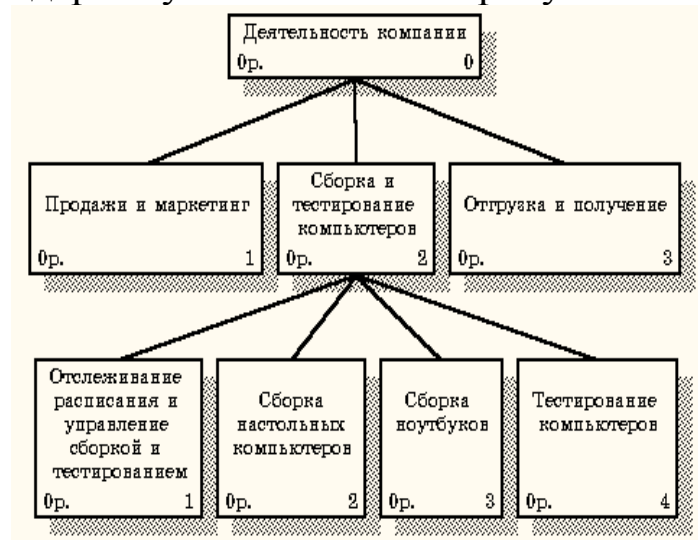 Деятельность компании
0р. 0
Продажи и маркетинг
0р. 1
Сборка и
тестирование
компьютеров
0р. 2
Отгрузка и получение
0р. 3
Отслеживание
расписания и
управление
сборкой и
тестированием
0р. 1
Сборка
настольных
компьютеров
0р. 2
Сборка
ноутбуков
0р. 3
Тестирование
компьютеров
0р. 4